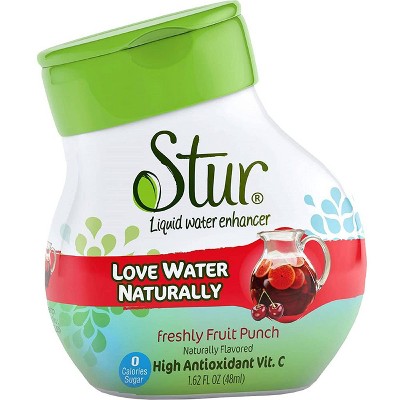 Stur®
Liquid water enhancer
LOVE WATER
NATURALLY
freshly Fruit Punch
Naturally Flavored
0
Calories
Sugar
High Antioxidant Vit. C
1.62 FL OZ (48ml)